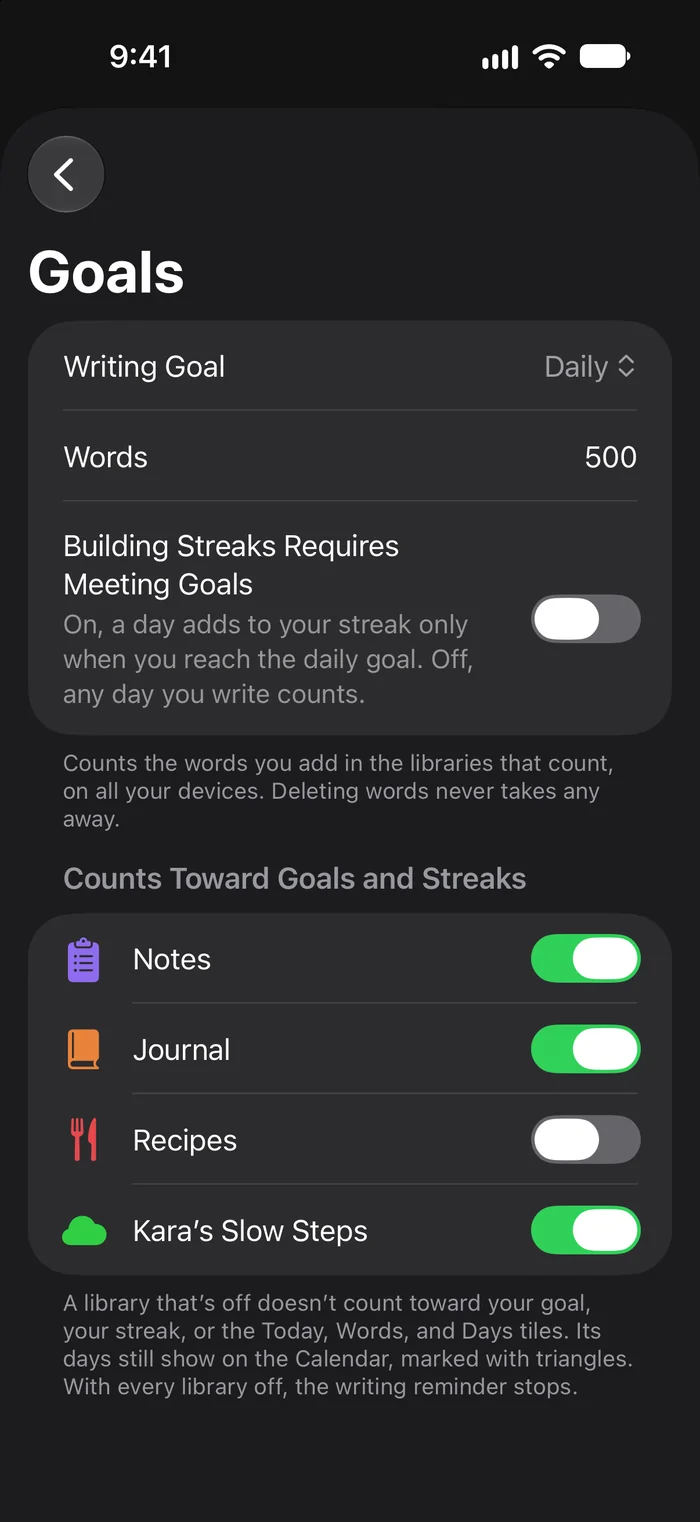 9:41
Goals
Writing Goal
Daily
Words
500
Building Streaks Requires
Meeting Goals
On, a day adds to your streak only
when you reach the daily goal. Off,
any day you write counts.
Counts the words you add in the libraries that count,
on all your devices. Deleting words never takes any
away.
Counts Toward Goals and Streaks
Notes
Journal
Recipes
Kara’s Slow Steps
A library that’s off doesn’t count toward your goal,
your streak, or the Today, Words, and Days tiles. Its
days still show on the Calendar, marked with triangles.
With every library off, the writing reminder stops.